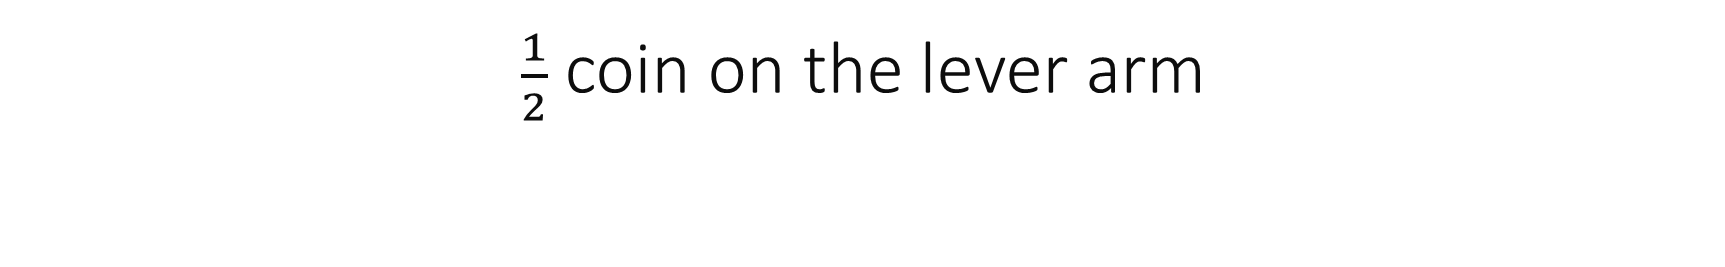 1/2 coin on the lever arm